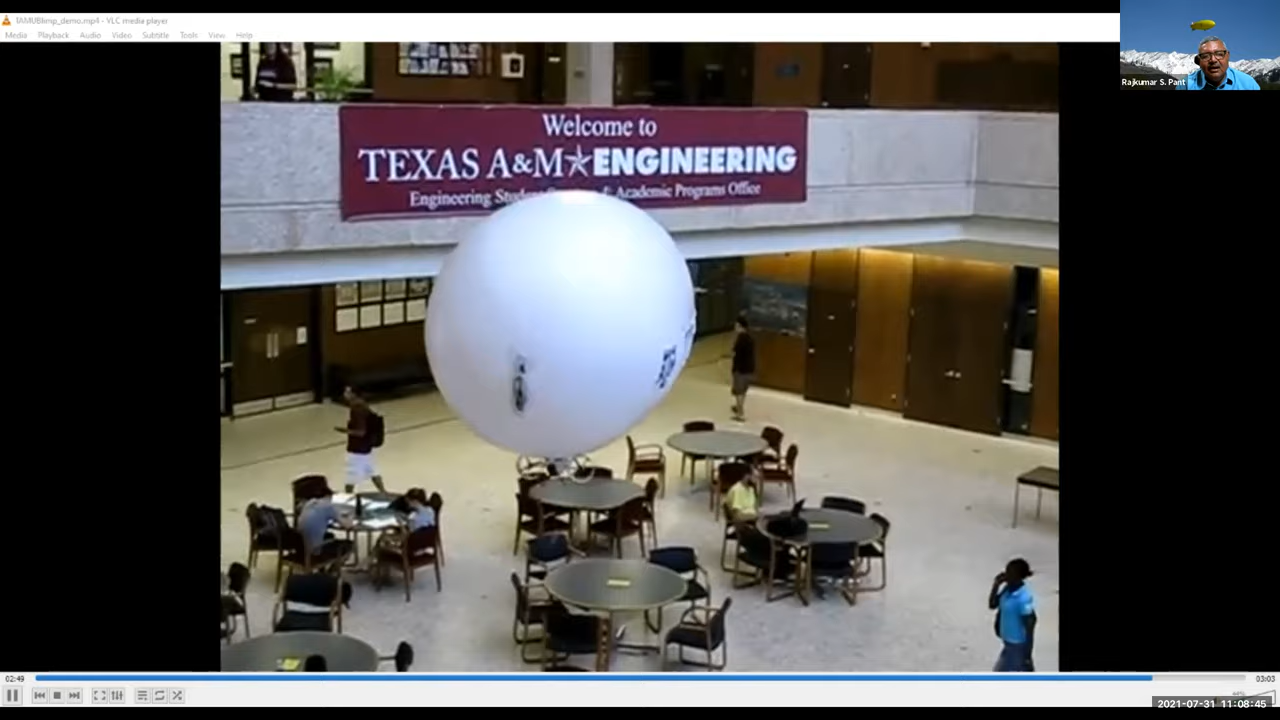 TAMUBlimp_demo.mp4 - VLC media player
Media Playback Audio Video Subtitle Tools View Help
Rajkumar S. Pant
Welcome to
TEXAS A&M ENGINEERING
Engineering Student & Academic Programs Office
02:49
03:03
2021-07-31 11:08:45